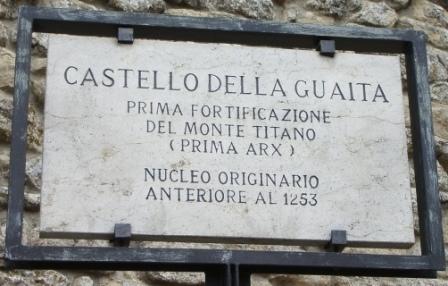 CASTELLO DELLA GUAITA
PRIMA FORTIFICAZIONE
DEL MONTE TITANO
( PRIMA ARX )
NUCLEO ORIGINARIO
ANTERIORE AL 1253